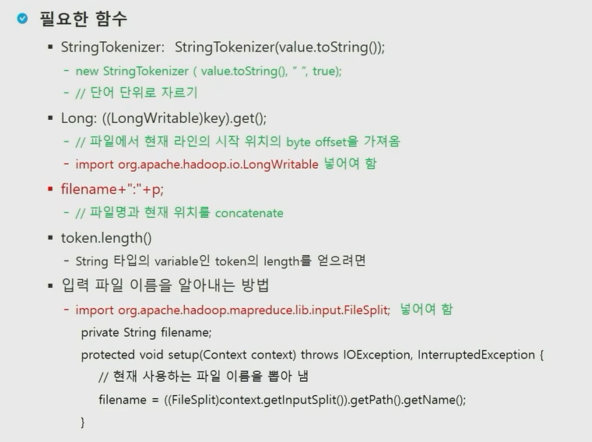 필요한 함수
StringTokenizer: StringTokenizer(value.toString());
- new StringTokenizer ( value.toString(), “ ”, true);
- // 단어 단위로 자르기
Long: ((LongWritable)key).get();
- // 파일에서 현재 라인의 시작 위치의 byte offset을 가져옴
- import org.apache.hadoop.io.LongWritable 넣어여 함
filename+":"+p;
- // 파일명과 현재 위치를 concatenate
token.length()
- String 타입의 variable인 token의 length를 얻으려면
입력 파일 이름을 알아내는 방법
- import org.apache.hadoop.mapreduce.lib.input.FileSplit; 넣어여 함
private String filename;
protected void setup(Context context) throws IOException, InterruptedException {
// 현재 사용하는 파일 이름을 뽑아 냄
filename = ((FileSplit)context.getInputSplit()).getPath().getName();
}